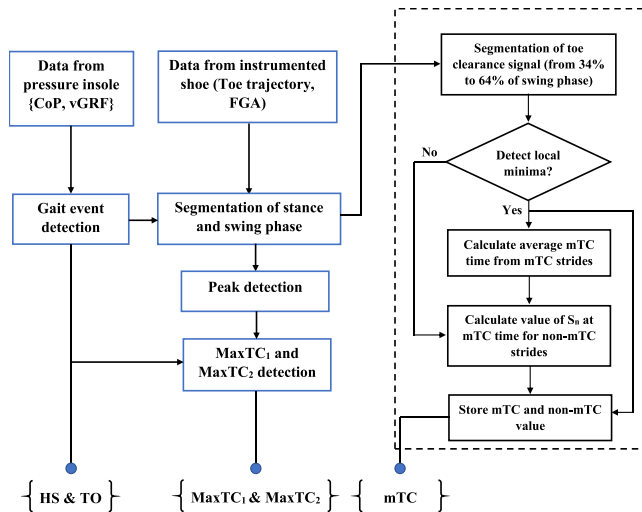 Data from
pressure insole
{CoP, vGRF}
Data from instrumented
shoe (Toe trajectory,
FGA)
Segmentation of toe
clearance signal (from 34%
to 64% of swing phase)
No
Detect local
minima?
Yes
Gait event
detection
Segmentation of stance
and swing phase
Calculate average mTC
time from mTC strides
Peak detection
Calculate value of Sₙ at
mTC time for non-mTC
strides
MaxTC₁ and
MaxTC₂ detection
Store mTC and non-mTC
value
{HS & TO}
{MaxTC₁ & MaxTC₂}
{mTC}